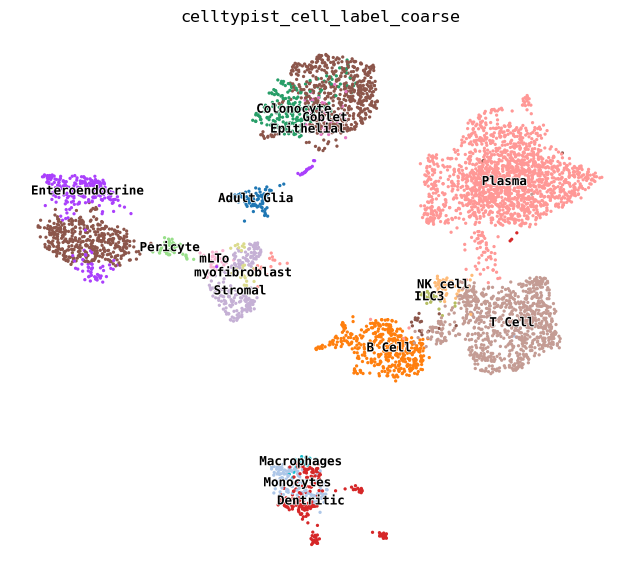 celltypist_cell_label_coarse
Colonocyte
Goblet
Epithelial
Plasma
Enteroendocrine
Adult Glia
Pericyte
mLTo
myofibroblast
Stromal
NK cell
ILC3
T Cell
B Cell
Macrophages
Monocytes
Dentritic